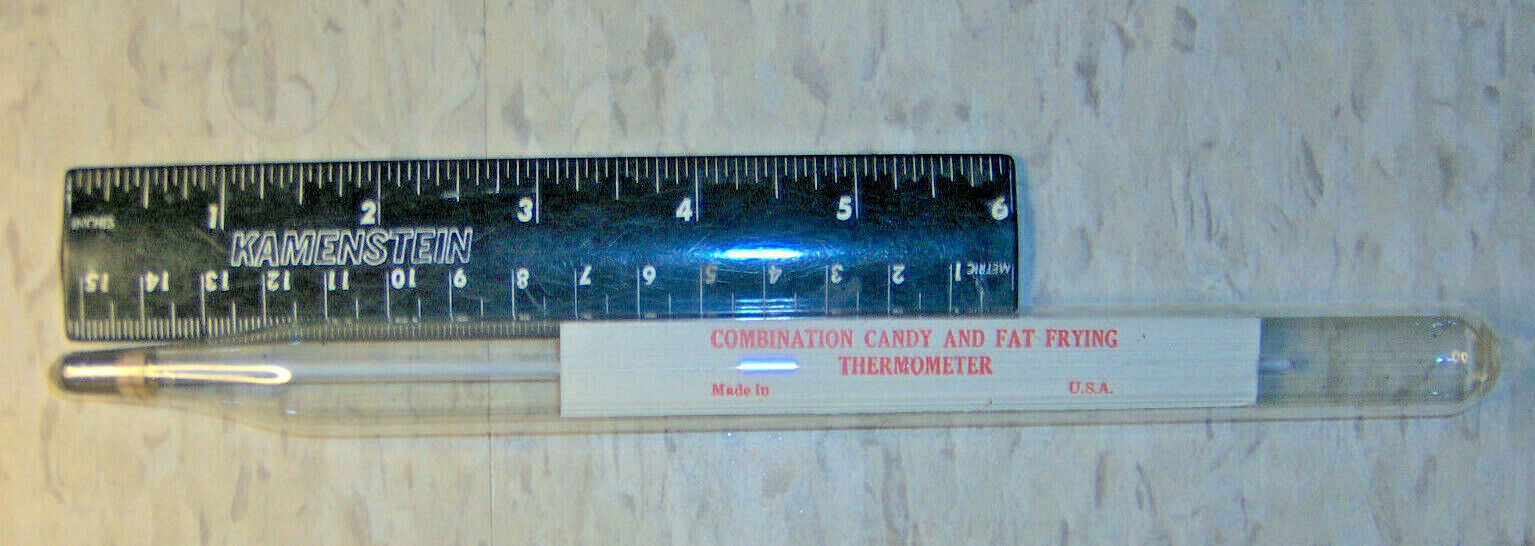 1 2 3 4 5 6
INCHES
KAMENSTEIN
15 14 13 12 11 10 9 8 7 6 5 4 3 2 1 METRIC
COMBINATION CANDY AND FAT FRYING
THERMOMETER
Made in U.S.A.